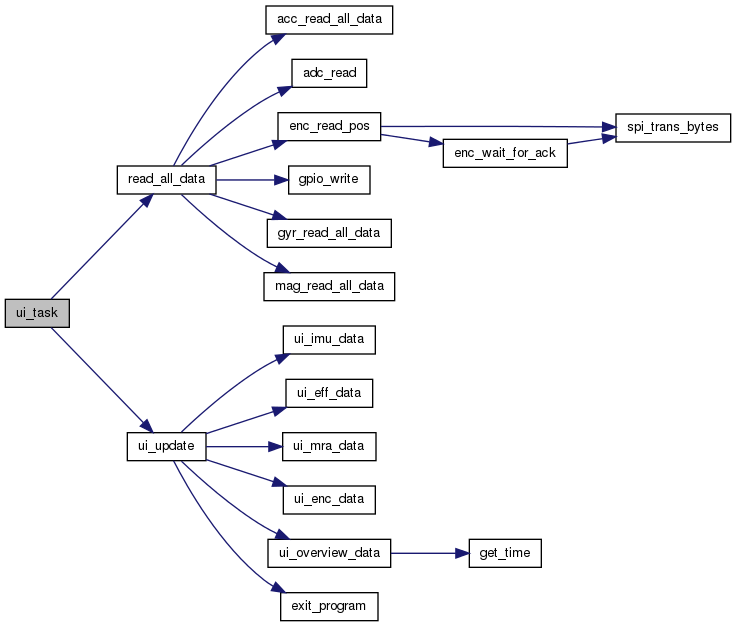 acc_read_all_data
adc_read
enc_read_pos
spi_trans_bytes
enc_wait_for_ack
read_all_data
gpio_write
gyr_read_all_data
mag_read_all_data
ui_task
ui_imu_data
ui_eff_data
ui_update
ui_mra_data
ui_enc_data
ui_overview_data
get_time
exit_program